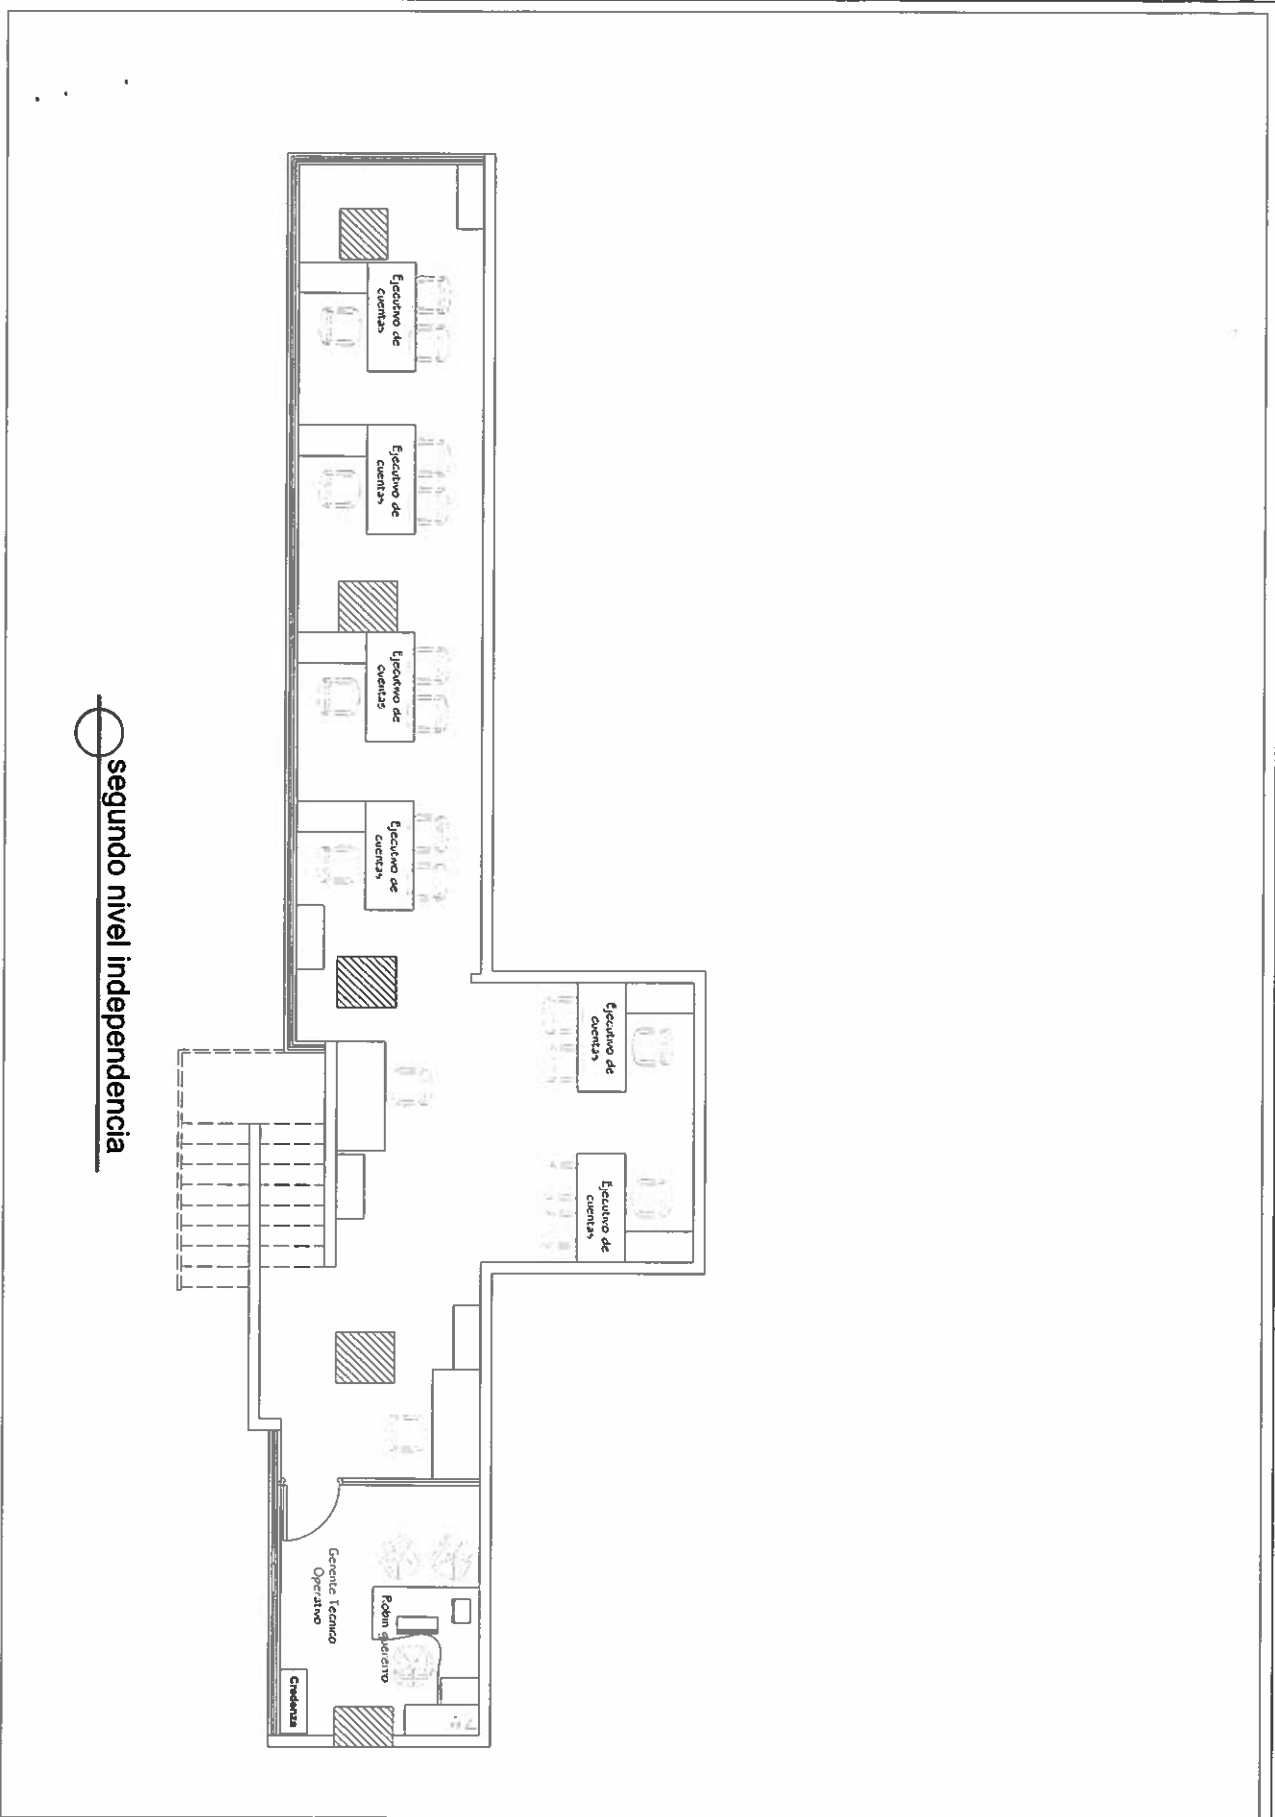 Ejecutivo de
cuentas
Ejecutivo de
cuentas
Ejecutivo de
cuentas
Ejecutivo de
cuentas
Ejecutivo de
cuentas
Ejecutivo de
cuentas
Gerente Tecnico
Operativo
Robin
Credenza
segundo nivel independencia